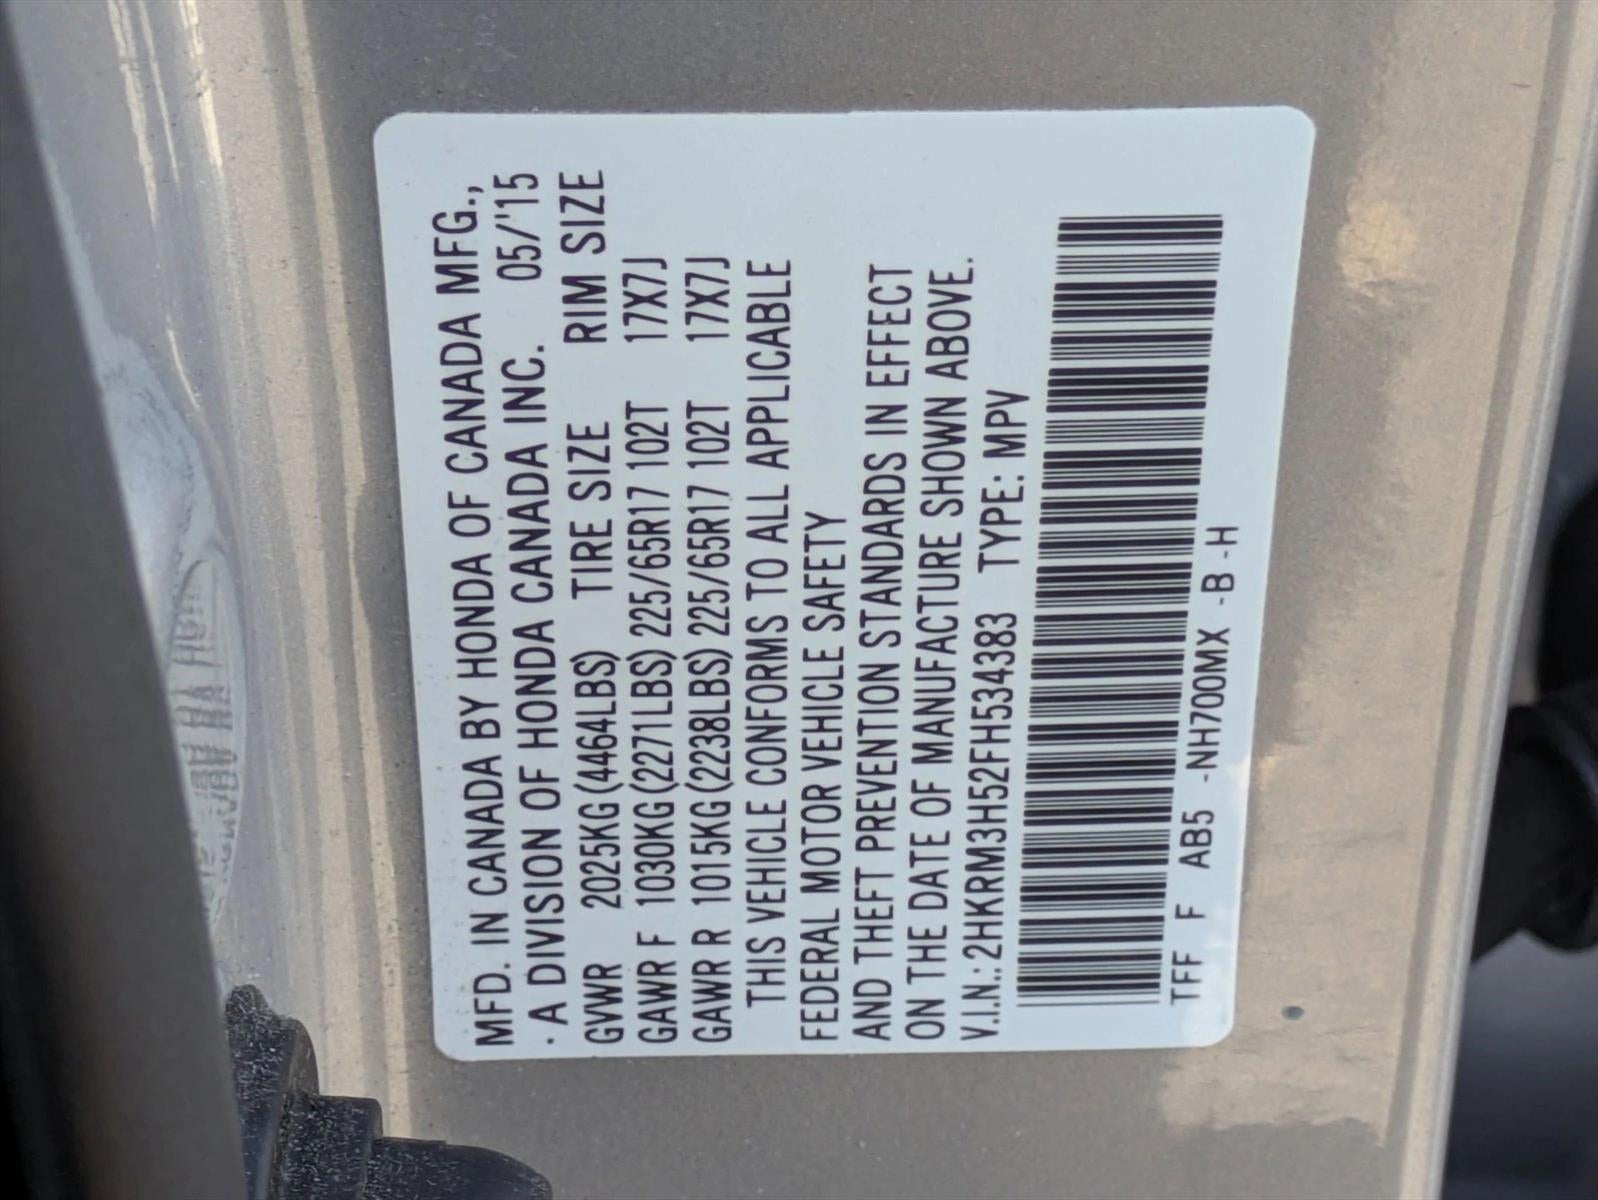 MFD. IN CANADA BY HONDA OF CANADA MFG.,
· A DIVISION OF HONDA CANADA INC. 05/'15
GVWR 2025KG (4464LBS) TIRE SIZE RIM SIZE
GAWR F 1030KG (2271LBS) 225/65R17 102T 17X7J
GAWR R 1015KG (2238LBS) 225/65R17 102T 17X7J
THIS VEHICLE CONFORMS TO ALL APPLICABLE
FEDERAL MOTOR VEHICLE SAFETY
AND THEFT PREVENTION STANDARDS IN EFFECT
ON THE DATE OF MANUFACTURE SHOWN ABOVE.
V.I.N.: 2HKRM3H52FH534383 TYPE: MPV
TFF F AB5 -NH700MX -B -H